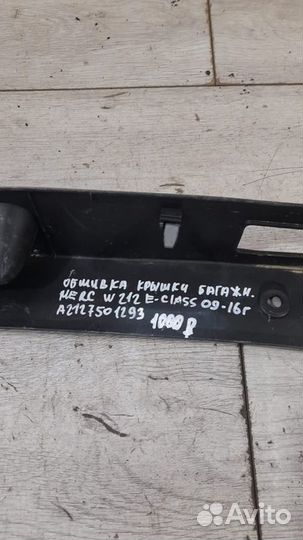 ОБШИВКА КРЫШКИ БАГАЖН.
MERC W212 E-CLASS 09-16г
A2127501293 1000 ₽
Avito